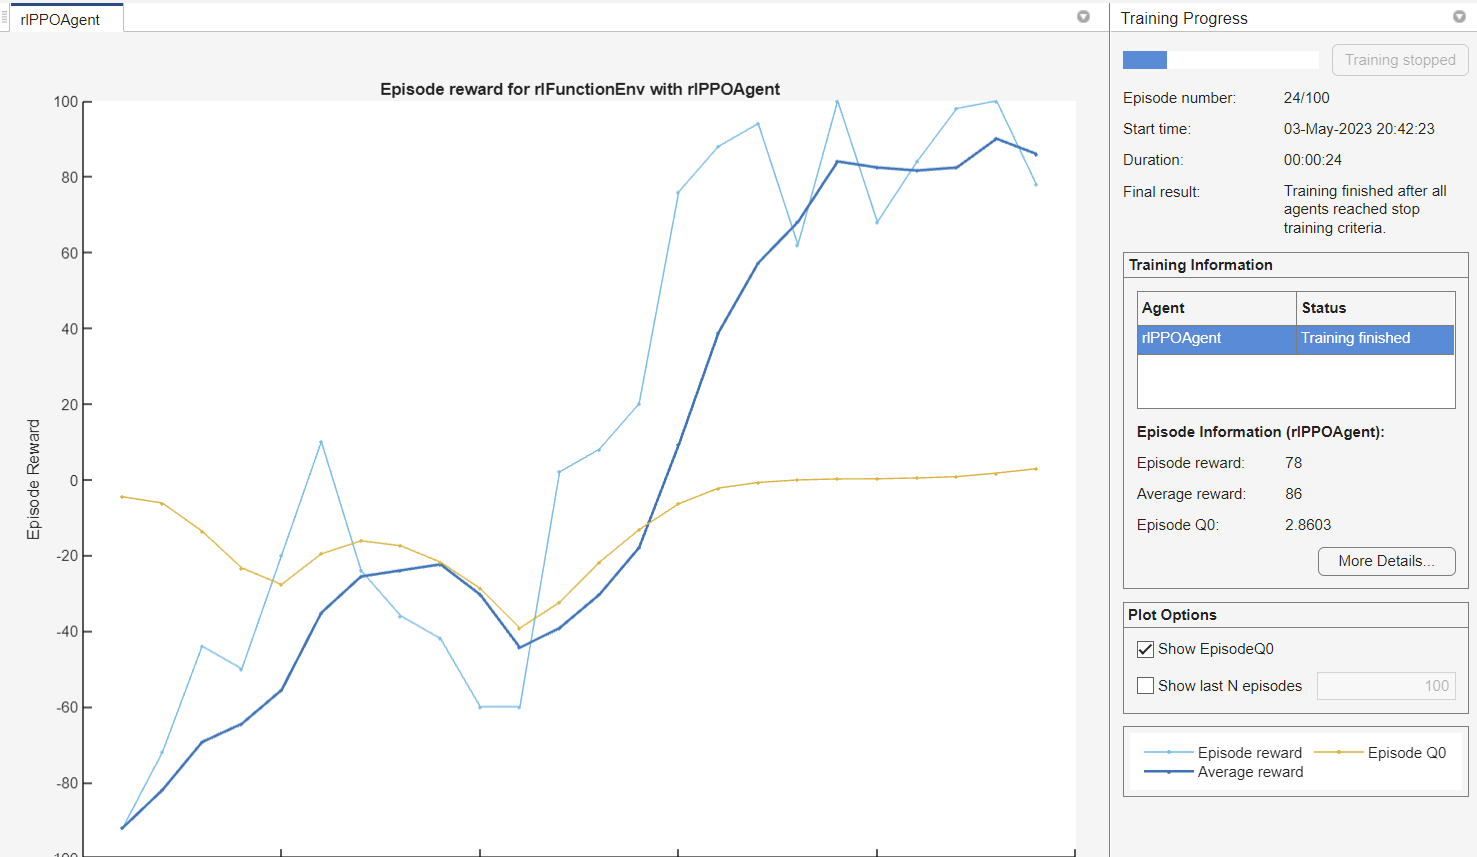 rlPPOAgent
Episode reward for rlFunctionEnv with rlPPOAgent
100
80
60
40
20
0
-20
-40
-60
-80
-100
Episode Reward
Training Progress
Training stopped
Episode number: 24/100
Start time: 03-May-2023 20:42:23
Duration: 00:00:24
Final result: Training finished after all
agents reached stop
training criteria.
Training Information
Agent Status
rlPPOAgent Training finished
Episode Information (rlPPOAgent):
Episode reward: 78
Average reward: 86
Episode Q0: 2.8603
More Details...
Plot Options
Show EpisodeQ0
Show last N episodes 100
Episode reward Episode Q0
Average reward